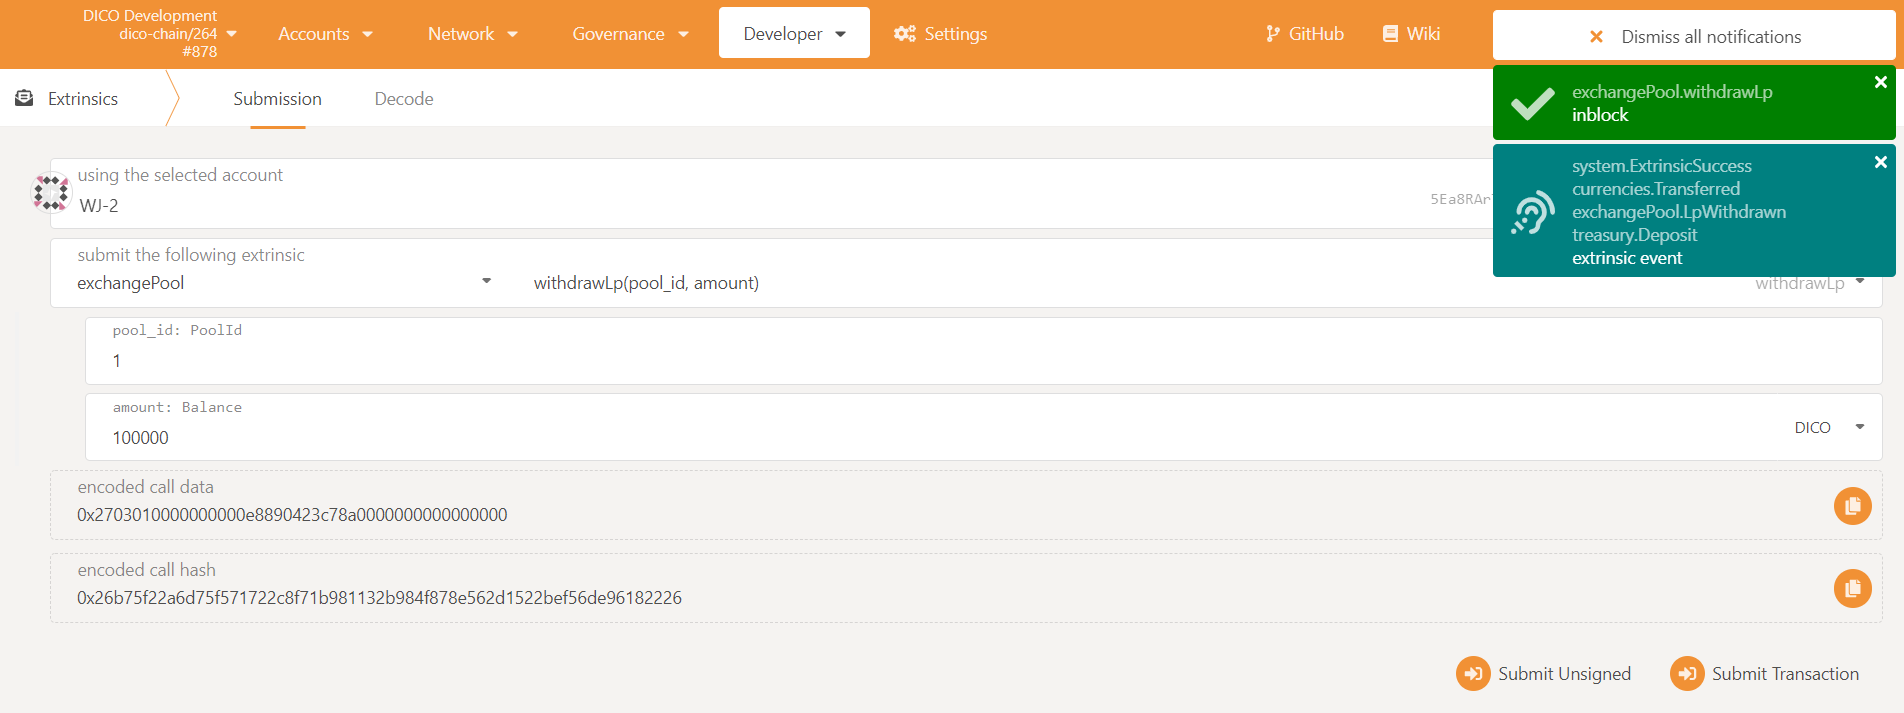 DICO Development
dico-chain/264
#878
Accounts
Network
Governance
Developer
Settings
GitHub
Wiki
Dismiss all notifications
Extrinsics
Submission
Decode
exchangePool.withdrawLp
inblock
system.ExtrinsicSuccess
currencies.Transferred
exchangePool.LpWithdrawn
treasury.Deposit
extrinsic event
using the selected account
WJ-2
submit the following extrinsic
exchangePool
withdrawLp(pool_id, amount)
withdrawLp
pool_id: PoolId
1
amount: Balance
100000
DICO
encoded call data
0x2703010000000000e8890423c78a0000000000000000
encoded call hash
0x26b75f22a6d75f571722c8f71b981132b984f878e562d1522bef56de96182226
Submit Unsigned
Submit Transaction